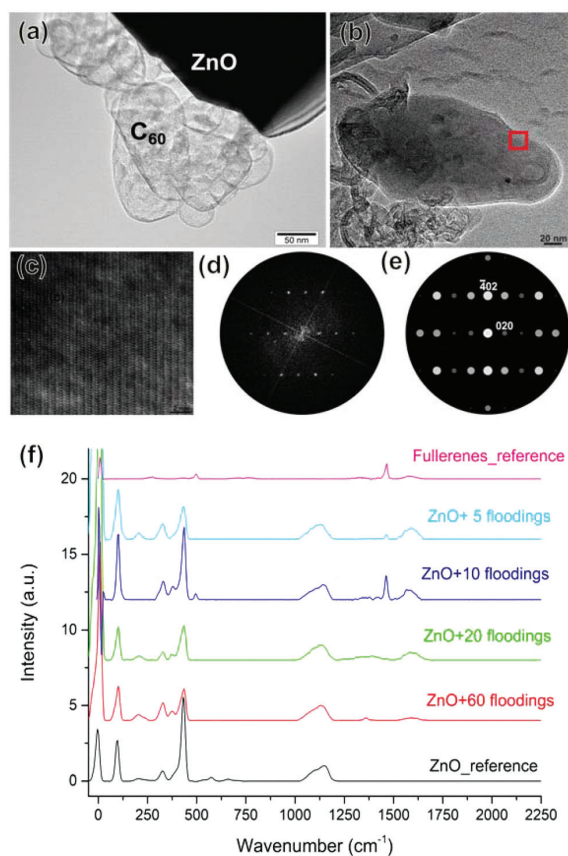 (a)
ZnO
C₆₀
50 nm
(b)
20 nm
(c)
(d)
(e)
4̄02
020
(f)
20
15
10
5
0
Intensity (a.u.)
Fullerenes_reference
ZnO+ 5 floodings
ZnO+10 floodings
ZnO+20 floodings
ZnO+60 floodings
ZnO_reference
0 250 500 750 1000 1250 1500 1750 2000 2250
Wavenumber (cm⁻¹)